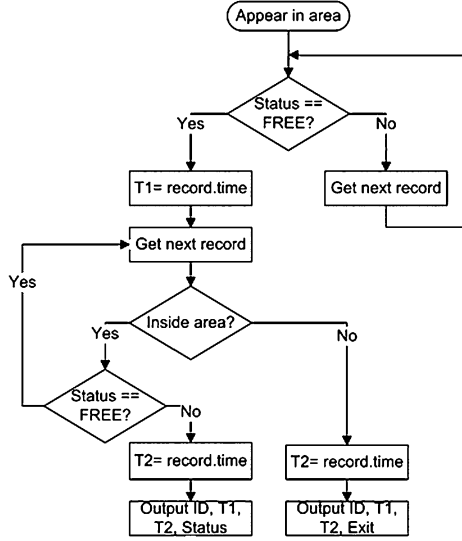 Appear in area
Status ==
FREE?
Yes
No
T1= record.time
Get next record
Get next record
Yes
Inside area?
Yes
No
Status ==
FREE?
No
T2= record.time
T2= record.time
Output ID, T1,
T2, Status
Output ID, T1,
T2, Exit